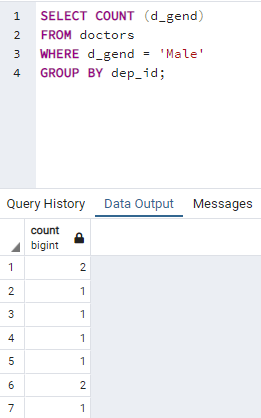 1 SELECT COUNT (d_gend)
2 FROM doctors
3 WHERE d_gend = 'Male'
4 GROUP BY dep_id;
Query History Data Output Messages
count
bigint
1 2
2 1
3 1
4 1
5 1
6 2
7 1